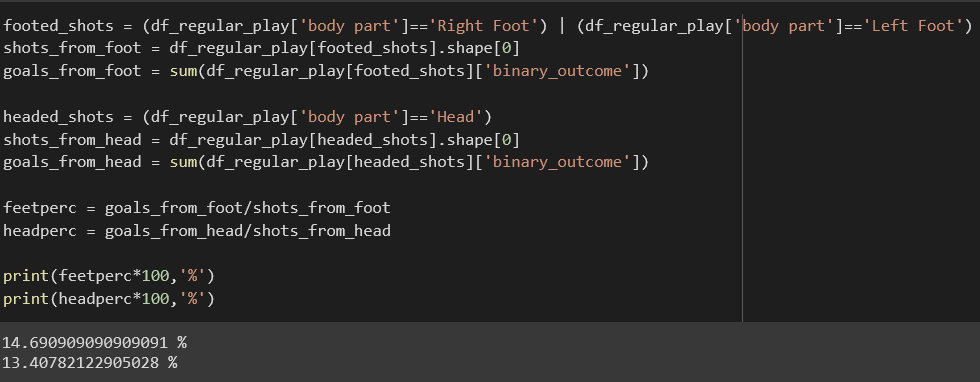 footed_shots = (df_regular_play['body part']=='Right Foot') | (df_regular_play['body part']=='Left Foot')
shots_from_foot = df_regular_play[footed_shots].shape[0]
goals_from_foot = sum(df_regular_play[footed_shots]['binary_outcome'])
headed_shots = (df_regular_play['body part']=='Head')
shots_from_head = df_regular_play[headed_shots].shape[0]
goals_from_head = sum(df_regular_play[headed_shots]['binary_outcome'])
feetperc = goals_from_foot/shots_from_foot
headperc = goals_from_head/shots_from_head
print(feetperc*100,'%')
print(headperc*100,'%')
14.690909090909091 %
13.40782122905028 %